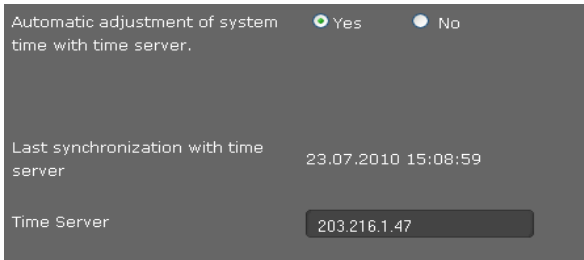 Automatic adjustment of system Yes No
time with time server.
Last synchronization with time
server 23.07.2010 15:08:59
Time Server 203.216.1.47